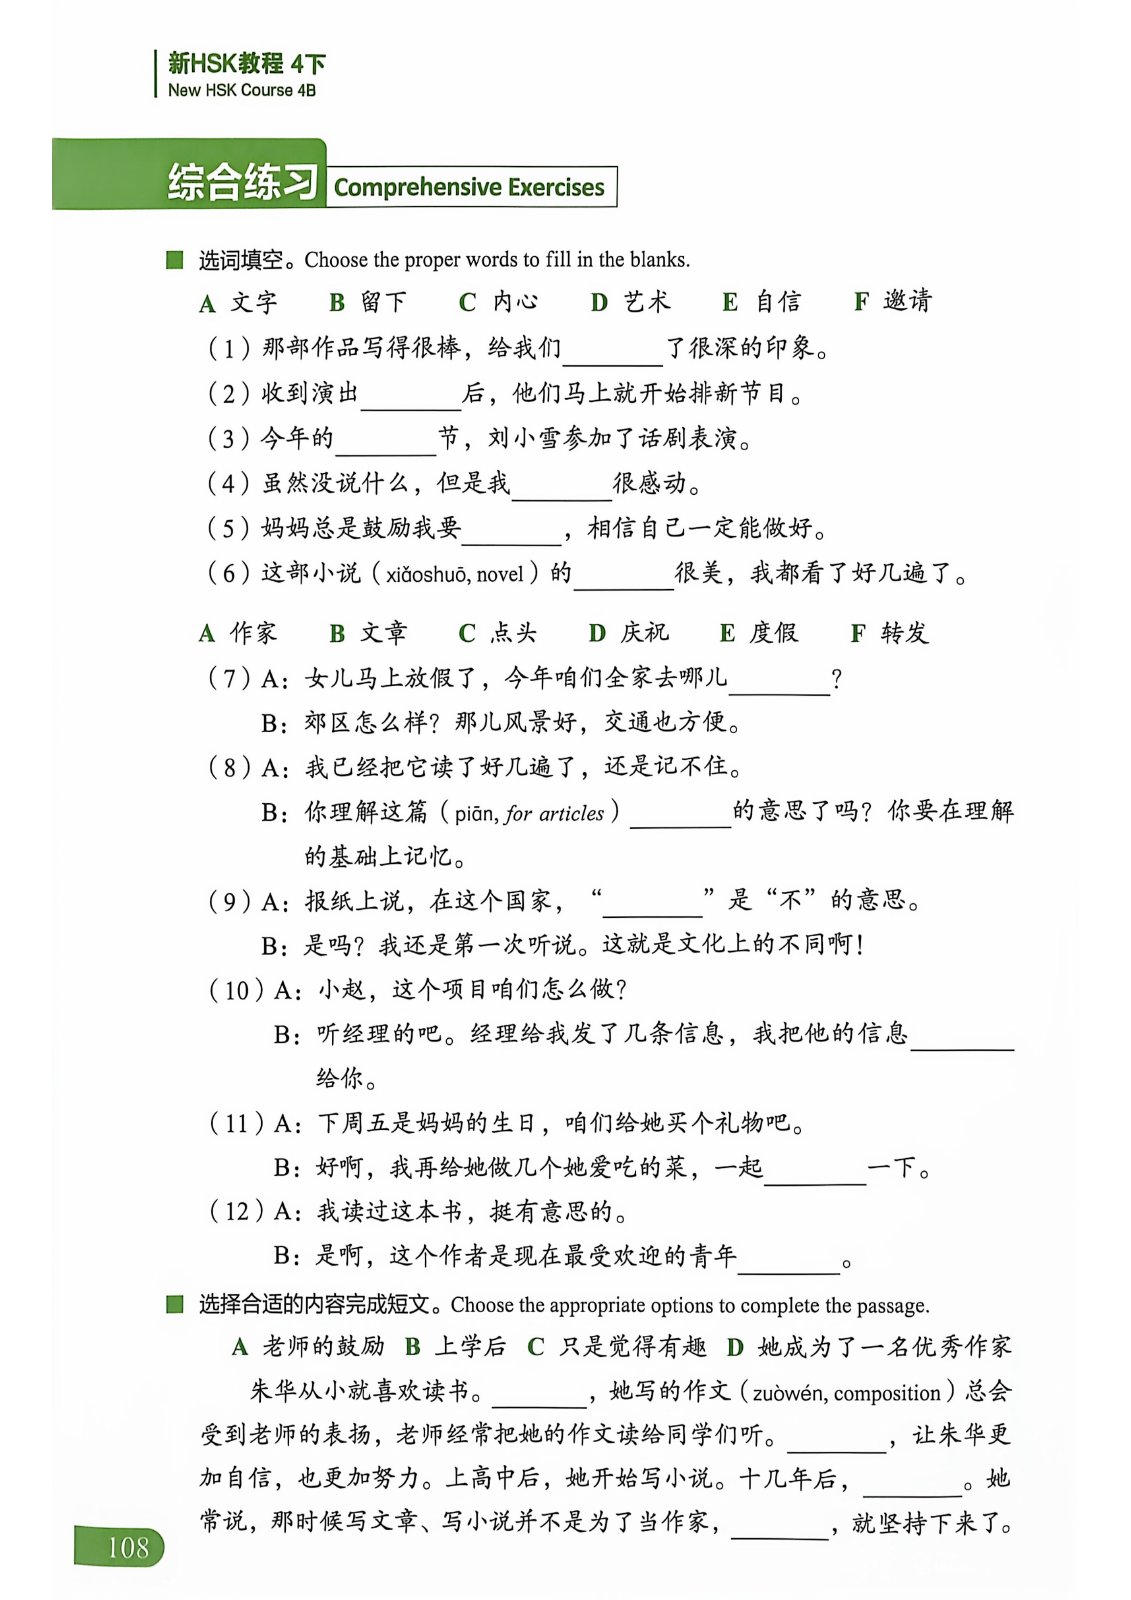 新HSK教程 4下
New HSK Course 4B
综合练习 Comprehensive Exercises
选词填空。Choose the proper words to fill in the blanks.
A 文字 B 留下 C 内心 D 艺术 E 自信 F 邀请
（1）那部作品写得很棒，给我们________了很深的印象。
（2）收到演出________后，他们马上就开始排新节目。
（3）今年的________节，刘小雪参加了话剧表演。
（4）虽然没说什么，但是我________很感动。
（5）妈妈总是鼓励我要________，相信自己一定能做好。
（6）这部小说（xiǎoshuō, novel）的________很美，我都看了好几遍了。
A 作家 B 文章 C 点头 D 庆祝 E 度假 F 转发
（7）A：女儿马上放假了，今年咱们全家去哪儿________？
B：郊区怎么样？那儿风景好，交通也方便。
（8）A：我已经把它读了好几遍了，还是记不住。
B：你理解这篇（piān, for articles）________的意思了吗？你要在理解
的基础上记忆。
（9）A：报纸上说，在这个国家，“________”是“不”的意思。
B：是吗？我还是第一次听说。这就是文化上的不同啊！
（10）A：小赵，这个项目咱们怎么做？
B：听经理的吧。经理给我发了几条信息，我把他的信息________
给你。
（11）A：下周五是妈妈的生日，咱们给她买个礼物吧。
B：好啊，我再给她做几个她爱吃的菜，一起________一下。
（12）A：我读过这本书，挺有意思的。
B：是啊，这个作者是现在最受欢迎的青年________。
选择合适的内容完成短文。Choose the appropriate options to complete the passage.
A 老师的鼓励 B 上学后 C 只是觉得有趣 D 她成为了一名优秀作家
朱华从小就喜欢读书。________，她写的作文（zuòwén, composition）总会
受到老师的表扬，老师经常把她的作文读给同学们听。________，让朱华更
加自信，也更加努力。上高中后，她开始写小说。十几年后，________。她
常说，那时候写文章、写小说并不是为了当作家，________，就坚持下来了。
108